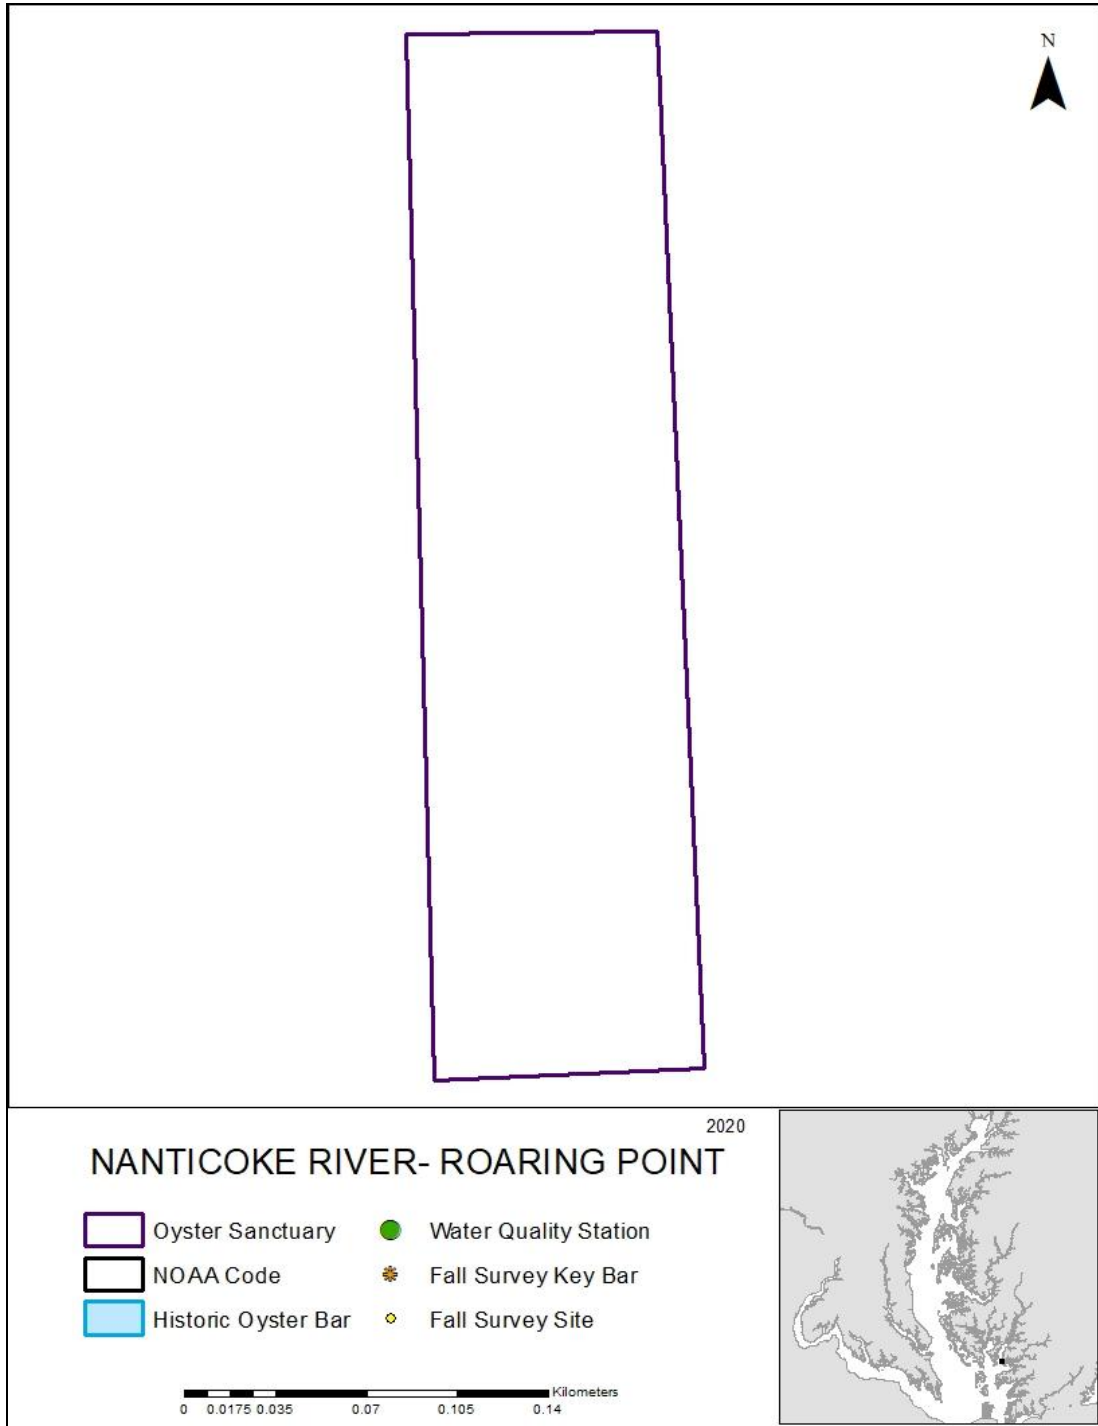 N
2020
NANTICOKE RIVER- ROARING POINT
Oyster Sanctuary
Water Quality Station
NOAA Code
Fall Survey Key Bar
Historic Oyster Bar
Fall Survey Site
Kilometers
0 0.0175 0.035 0.07 0.105 0.14